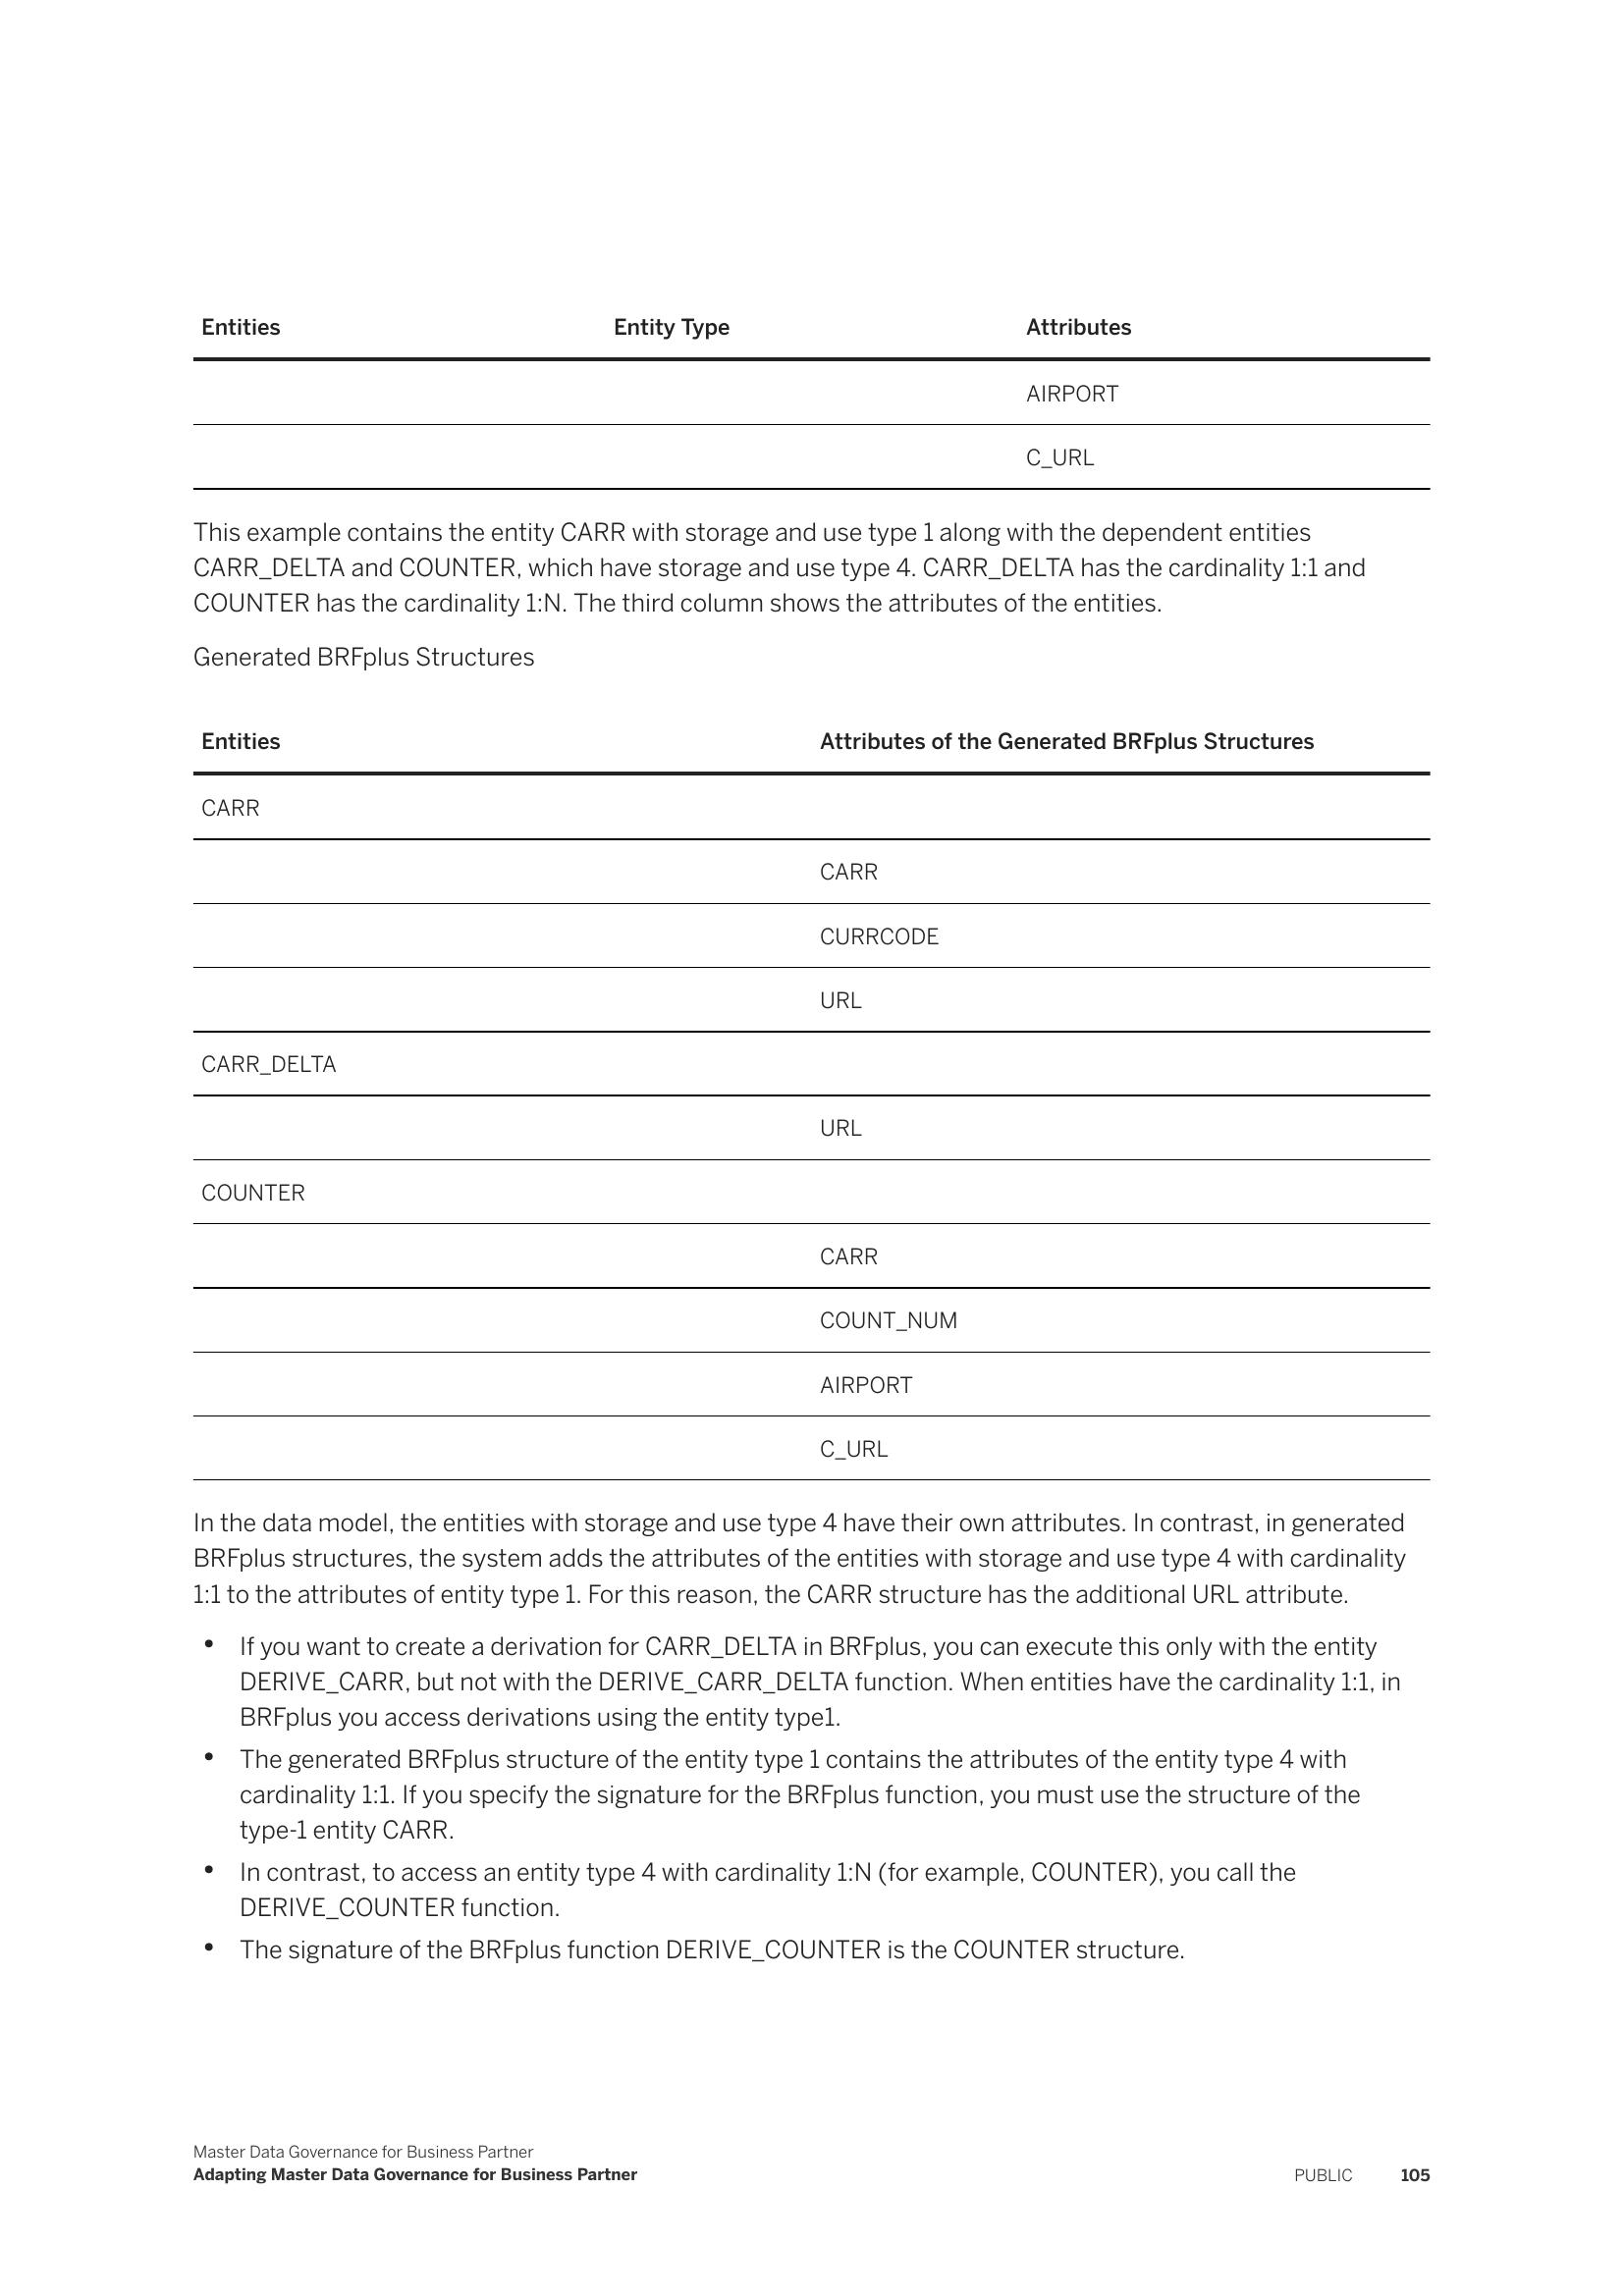 Entities Entity Type Attributes
AIRPORT
C_URL
This example contains the entity CARR with storage and use type 1 along with the dependent entities
CARR_DELTA and COUNTER, which have storage and use type 4. CARR_DELTA has the cardinality 1:1 and
COUNTER has the cardinality 1:N. The third column shows the attributes of the entities.
Generated BRFplus Structures
Entities Attributes of the Generated BRFplus Structures
CARR
CARR
CURRCODE
URL
CARR_DELTA
URL
COUNTER
CARR
COUNT_NUM
AIRPORT
C_URL
In the data model, the entities with storage and use type 4 have their own attributes. In contrast, in generated
BRFplus structures, the system adds the attributes of the entities with storage and use type 4 with cardinality
1:1 to the attributes of entity type 1. For this reason, the CARR structure has the additional URL attribute.
• If you want to create a derivation for CARR_DELTA in BRFplus, you can execute this only with the entity
DERIVE_CARR, but not with the DERIVE_CARR_DELTA function. When entities have the cardinality 1:1, in
BRFplus you access derivations using the entity type1.
• The generated BRFplus structure of the entity type 1 contains the attributes of the entity type 4 with
cardinality 1:1. If you specify the signature for the BRFplus function, you must use the structure of the
type-1 entity CARR.
• In contrast, to access an entity type 4 with cardinality 1:N (for example, COUNTER), you call the
DERIVE_COUNTER function.
• The signature of the BRFplus function DERIVE_COUNTER is the COUNTER structure.
Master Data Governance for Business Partner
Adapting Master Data Governance for Business Partner PUBLIC 105